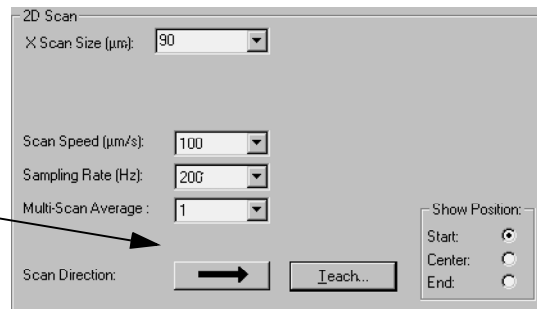 2D Scan
X Scan Size (µm): 90
Scan Speed (µm/s): 100
Sampling Rate (Hz): 200
Multi-Scan Average : 1
Show Position:
Start:
Center:
Scan Direction: Teach... End: